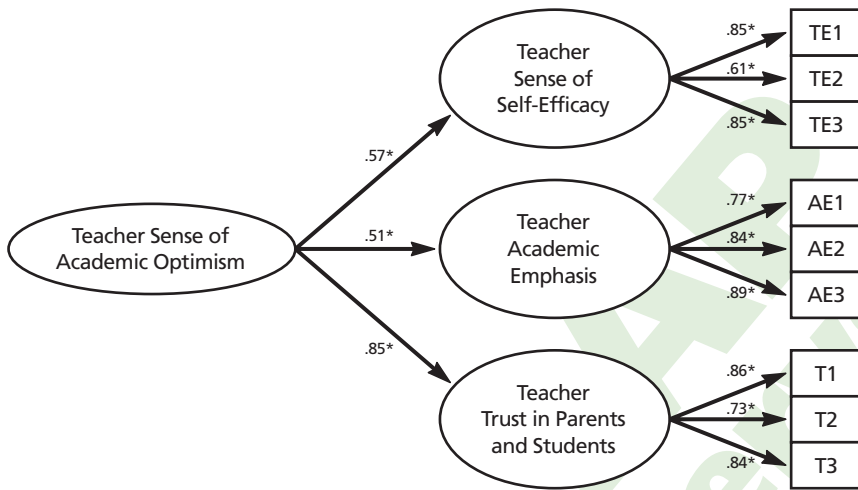 Teacher Sense of
Academic Optimism
.57*
.51*
.85*
Teacher
Sense of
Self-Efficacy
.85*
.61*
.85*
TE1
TE2
TE3
Teacher
Academic
Emphasis
.77*
.84*
.89*
AE1
AE2
AE3
Teacher
Trust in Parents
and Students
.86*
.73*
.84*
T1
T2
T3